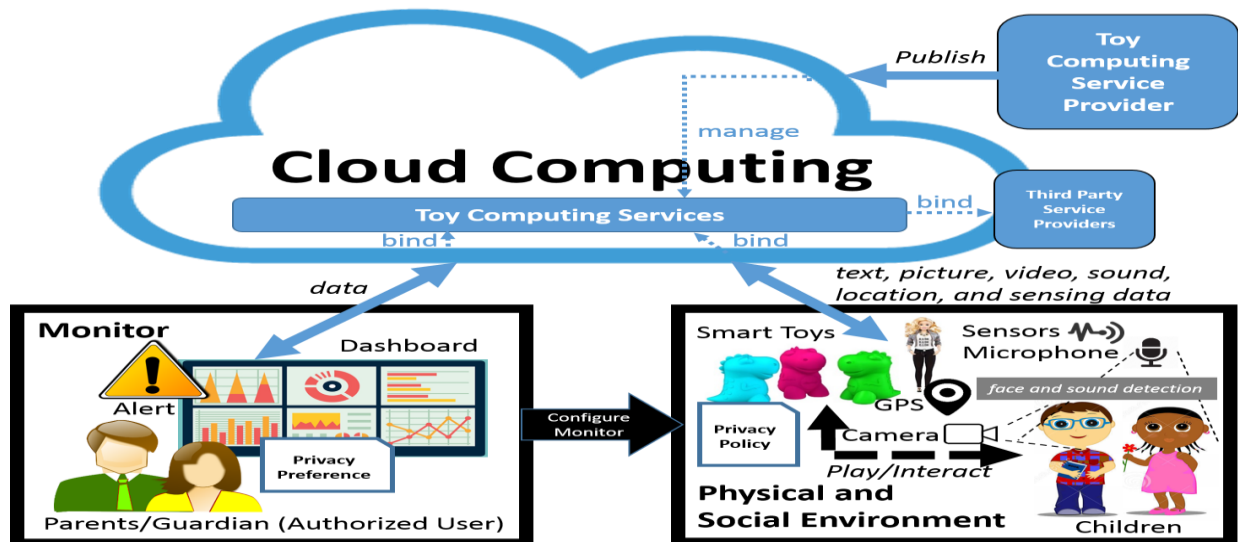 Publish
Toy
Computing
Service
Provider
manage
Cloud Computing
Toy Computing Services
bind
Third Party
Service
Providers
bind
bind
data
text, picture, video, sound,
location, and sensing data
Monitor
Dashboard
Alert
Privacy
Preference
Parents/Guardian (Authorized User)
Configure
Monitor
Smart Toys
Sensors
Microphone
face and sound detection
GPS
Privacy
Policy
Camera
Play/Interact
Physical and
Social Environment
Children